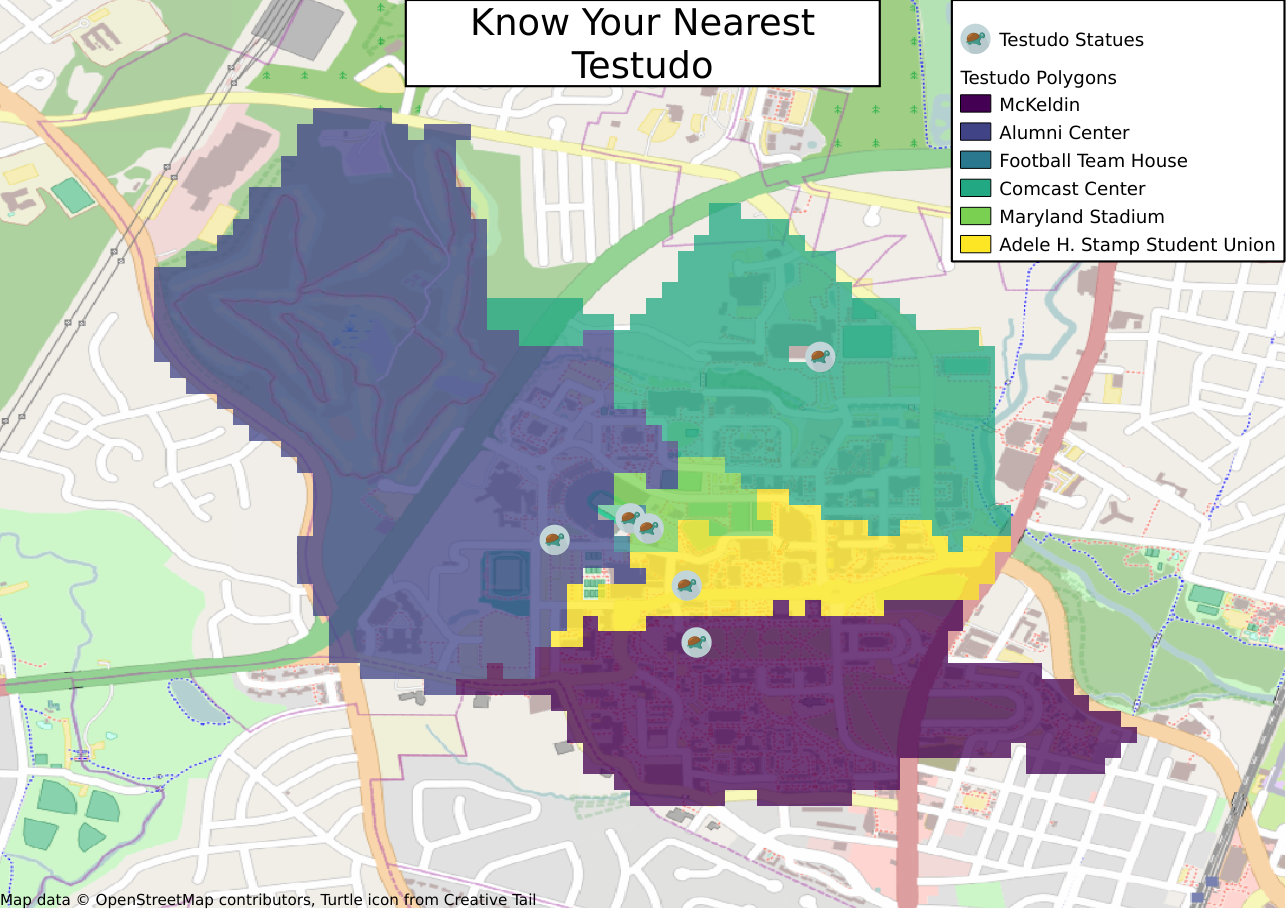 Know Your Nearest
Testudo
Testudo Statues
Testudo Polygons
McKeldin
Alumni Center
Football Team House
Comcast Center
Maryland Stadium
Adele H. Stamp Student Union
Map data © OpenStreetMap contributors, Turtle icon from Creative Tail